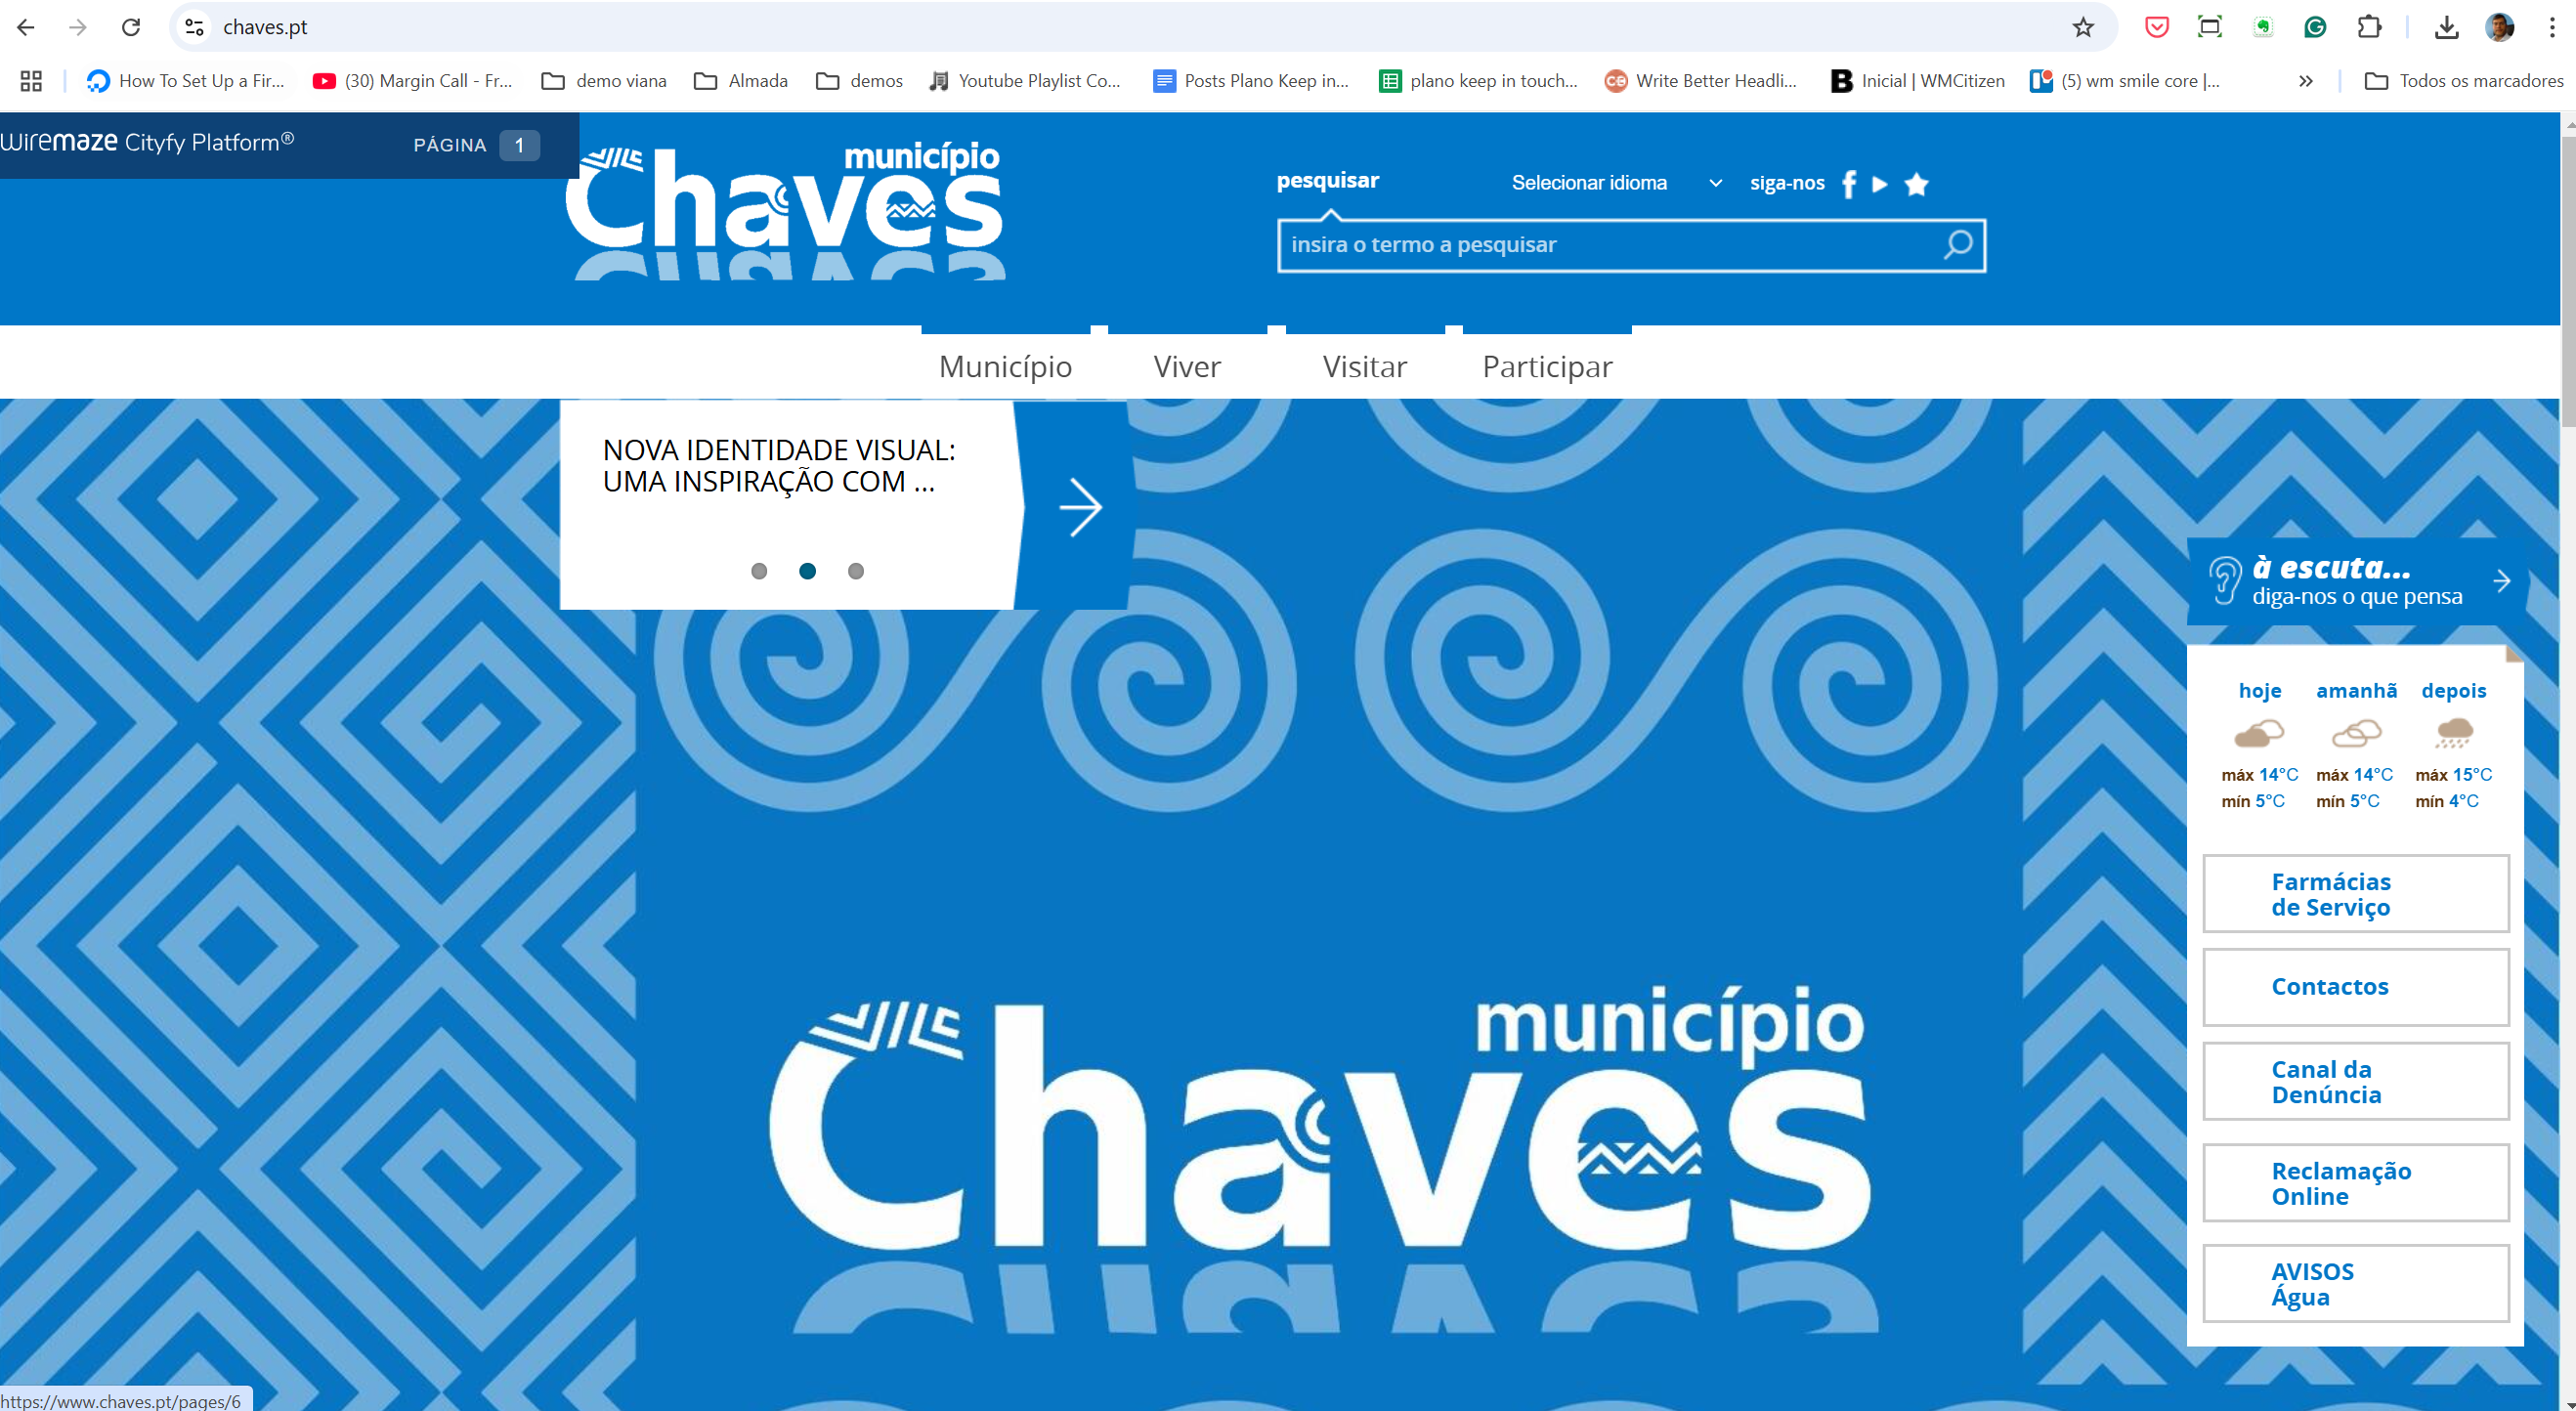 chaves.pt
How To Set Up a Fir...
(30) Margin Call - Fr...
demo viana
Almada
demos
Youtube Playlist Co...
Posts Plano Keep in...
plano keep in touch...
Write Better Headli...
Inicial | WMCitizen
(5) wm smile core |...
»
Todos os marcadores
wiremaze Cityfy Platform®
PÁGINA 1
município
Chaves
pesquisar
Selecionar idioma
siga-nos
insira o termo a pesquisar
Município
Viver
Visitar
Participar
NOVA IDENTIDADE VISUAL:
UMA INSPIRAÇÃO COM ...
à escuta...
diga-nos o que pensa
hoje amanhã depois
máx 14°C máx 14°C máx 15°C
mín 5°C mín 5°C mín 4°C
Farmácias
de Serviço
Contactos
Canal da
Denúncia
Reclamação
Online
AVISOS
Água
município
Chaves
https://www.chaves.pt/pages/6